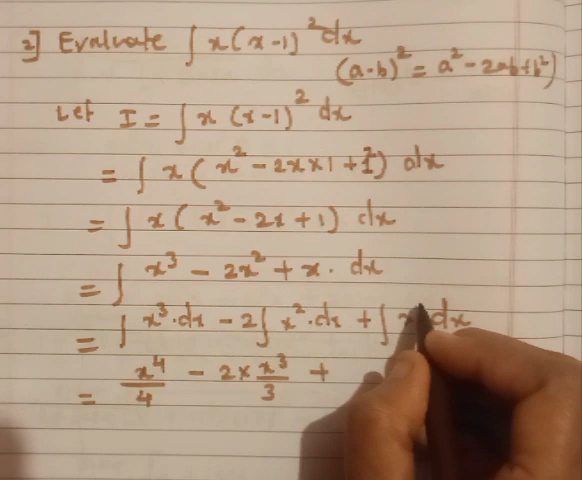 2] Evaluate ∫ x(x-1)² dx
(a-b)² = a² - 2ab + b²)
Let I = ∫ x (x-1)² dx
= ∫ x ( x² - 2x×1 + 1²) dx
= ∫ x ( x² - 2x + 1) dx
= ∫ x³ - 2x² + x · dx
= ∫ x³·dx - 2∫ x²·dx + ∫ x dx
= x⁴/4 - 2× x³/3 +